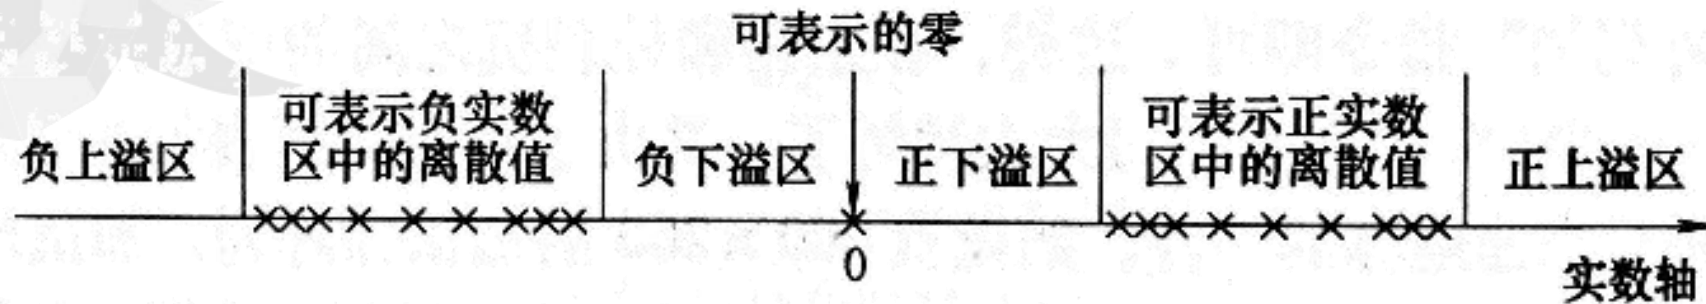 可表示的零
负上溢区
可表示负实数
区中的离散值
负下溢区
正下溢区
可表示正实数
区中的离散值
正上溢区
0
实数轴